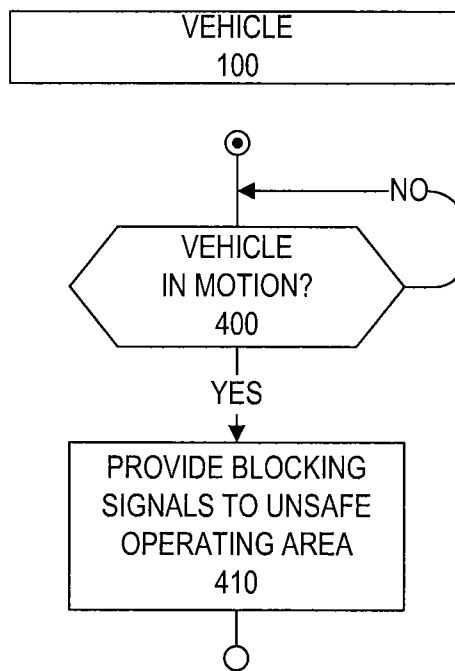 VEHICLE
100
NO
VEHICLE
IN MOTION?
400
YES
PROVIDE BLOCKING
SIGNALS TO UNSAFE
OPERATING AREA
410